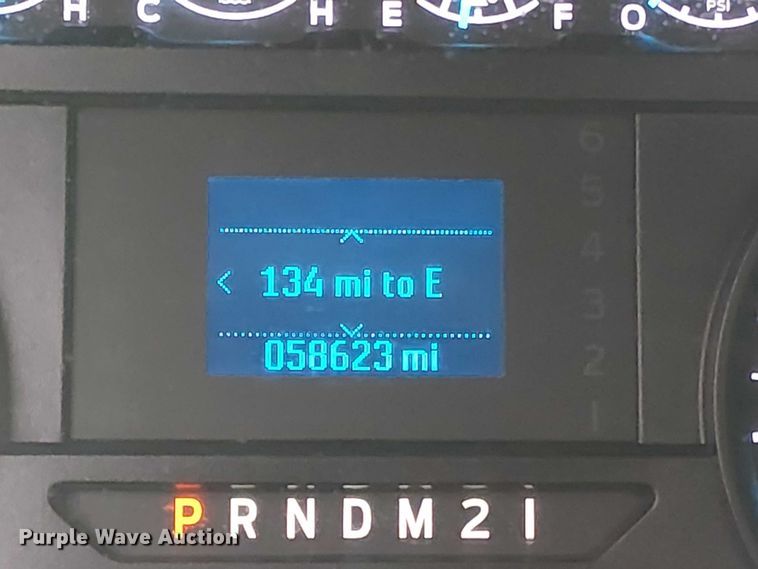 H C H E F O PSI
6
5
4
3
2
1
< 134 mi to E
058623 mi
P R N D M 2 1
Purple Wave Auction